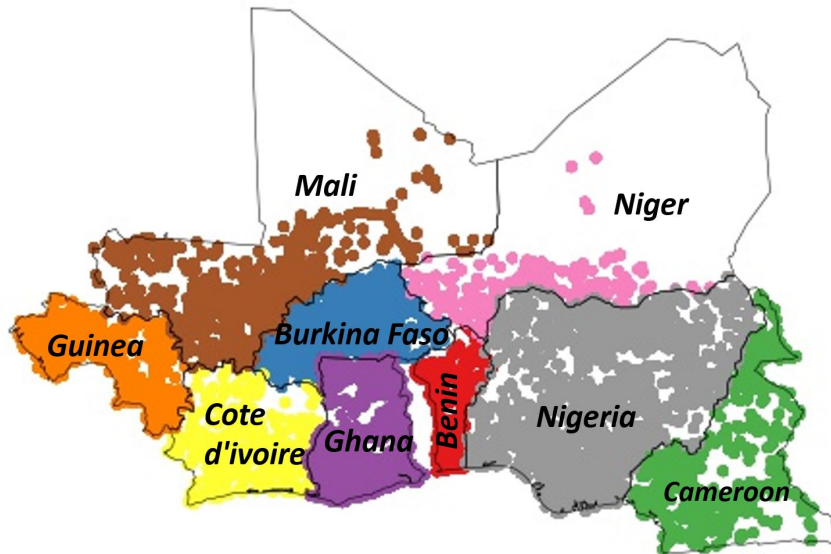 Mali
Niger
Guinea
Burkina Faso
Benin
Cote
d'ivoire
Ghana
Nigeria
Cameroon